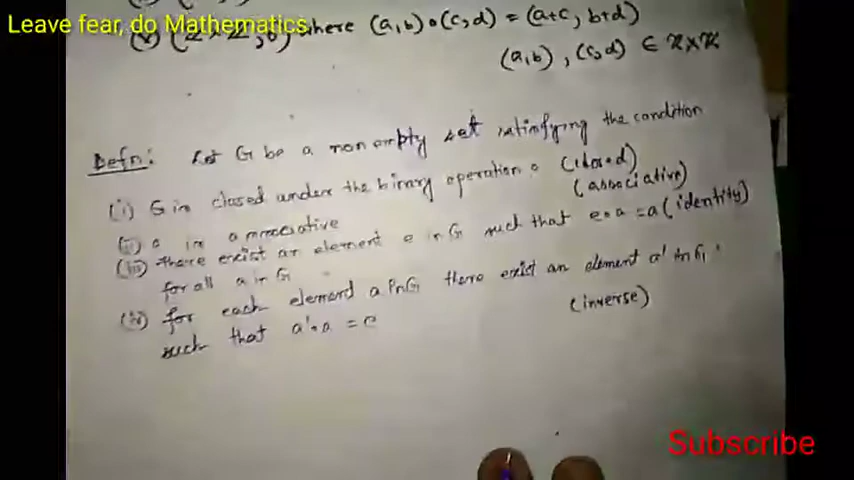 Leave fear, do Mathematics.
(v) (Z×Z, o) where (a,b) o (c,d) = (a+c, b+d)
(a,b), (c,d) ∈ Z×Z
Defn: Let G be a non empty set satisfying the condition
(i) G is closed under the binary operation o (closed)
(ii) o is associative (associative)
(iii) there exist an element e in G such that e∘a = a (identity)
for all a in G
(iv) for each element a in G there exist an element a' in G
such that a'∘a = e (inverse)
Subscribe